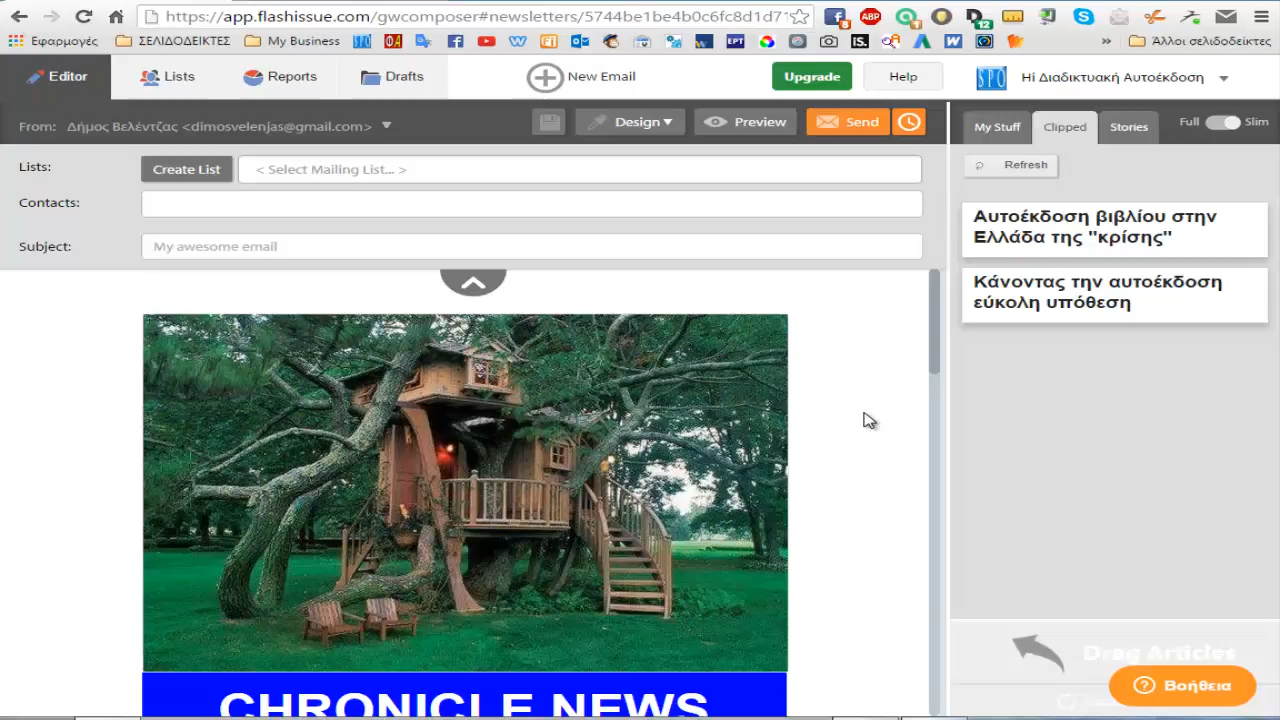 https://app.flashissue.com/gwcomposer#newsletters/5744be1be4b0c6fc8d1d71
Εφαρμογές ΣΕΛΙΔΟΔΕΙΚΤΕΣ MyBusiness » Άλλοι σελιδοδείκτες
Editor Lists Reports Drafts New Email Upgrade Help Hi Διαδικτυακή Αυτοέκδοση
From: Δήμος Βελέντζας <dimosvelenjas@gmail.com> Design Preview Send My Stuff Clipped Stories Full Slim
Lists: Create List < Select Mailing List... >
Refresh
Contacts:
Subject: My awesome email
Αυτοέκδοση βιβλίου στην
Ελλάδα της "κρίσης"
Κάνοντας την αυτοέκδοση
εύκολη υπόθεση
Drag Articles
Βοήθεια
CHRONICLE NEWS